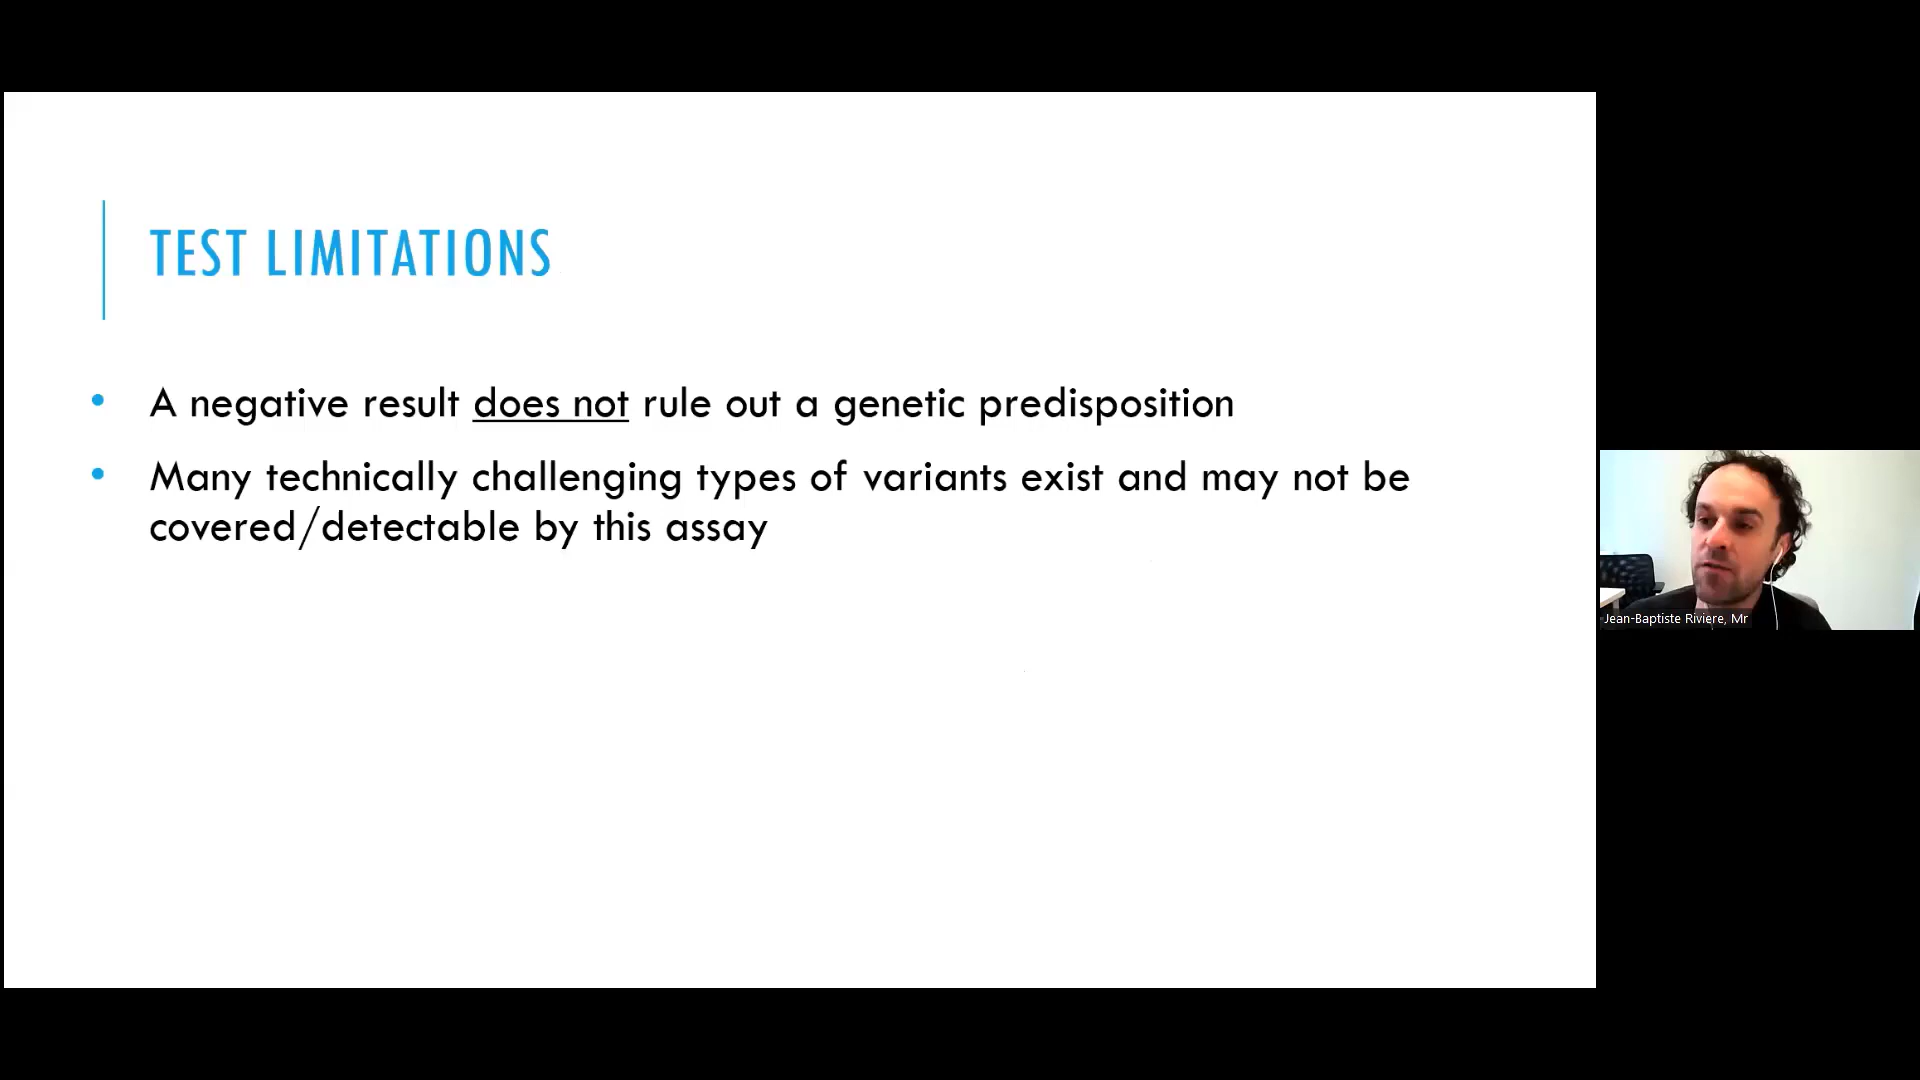 TEST LIMITATIONS
• A negative result does not rule out a genetic predisposition
• Many technically challenging types of variants exist and may not be
covered/detectable by this assay
Jean-Baptiste Riviere, Mr